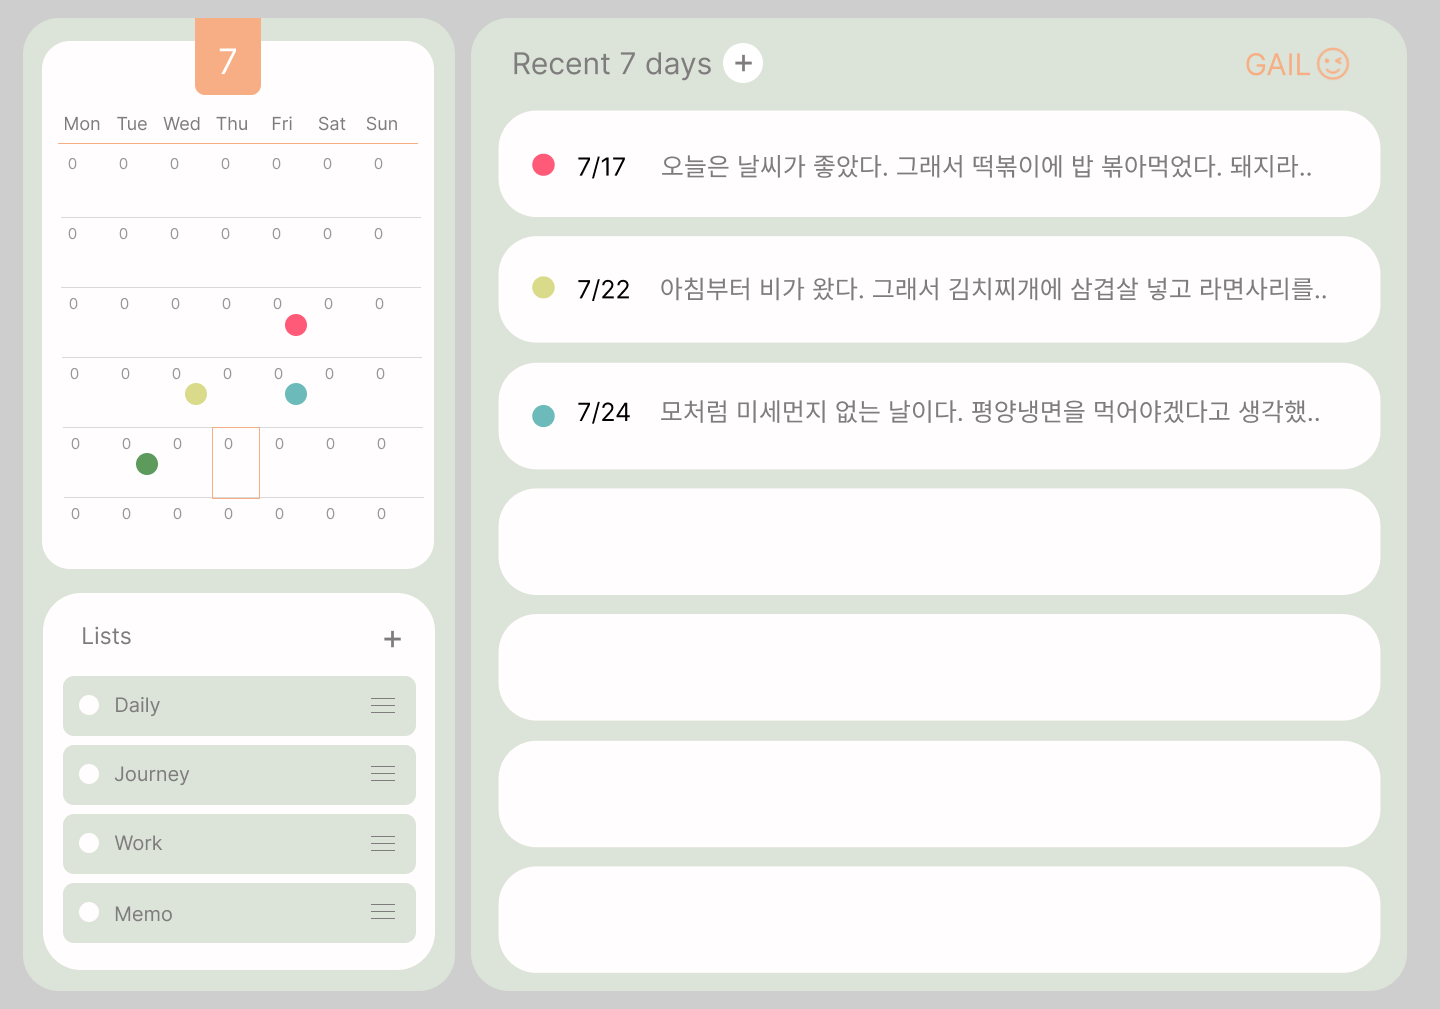 7
Mon Tue Wed Thu Fri Sat Sun
0 0 0 0 0 0 0
0 0 0 0 0 0 0
0 0 0 0 0 0 0
0 0 0 0 0 0 0
0 0 0 0 0 0 0
0 0 0 0 0 0 0
Lists +
Daily
Journey
Work
Memo
Recent 7 days +
GAIL
7/17 오늘은 날씨가 좋았다. 그래서 떡볶이에 밥 볶아먹었다. 돼지라..
7/22 아침부터 비가 왔다. 그래서 김치찌개에 삼겹살 넣고 라면사리를..
7/24 모처럼 미세먼지 없는 날이다. 평양냉면을 먹어야겠다고 생각했..